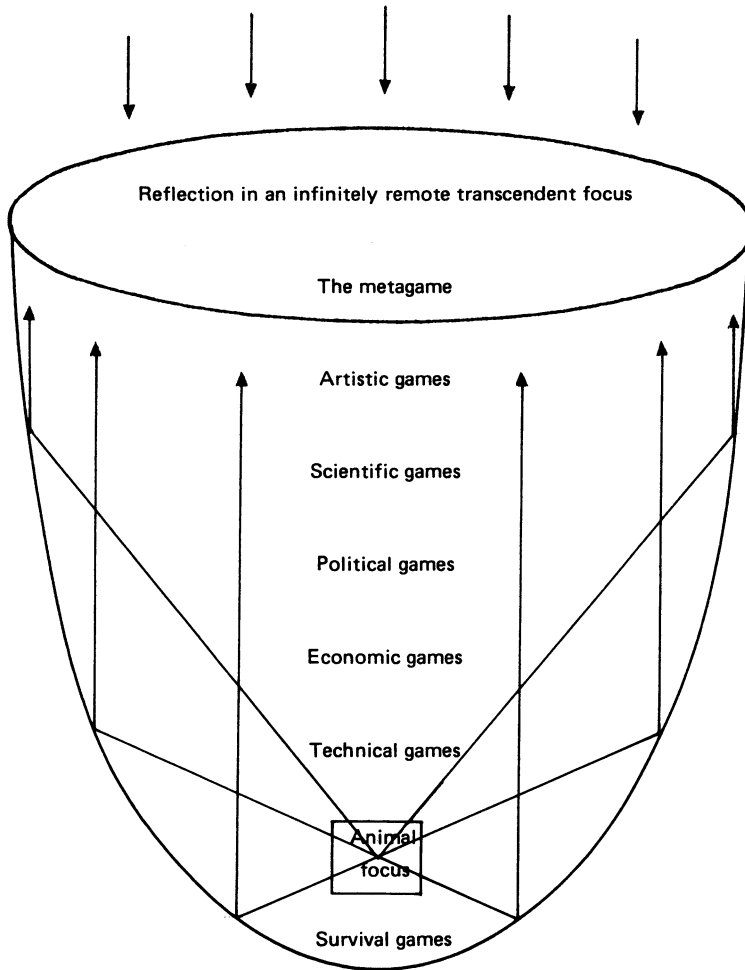 Reflection in an infinitely remote transcendent focus
The metagame
Artistic games
Scientific games
Political games
Economic games
Technical games
Animal
focus
Survival games